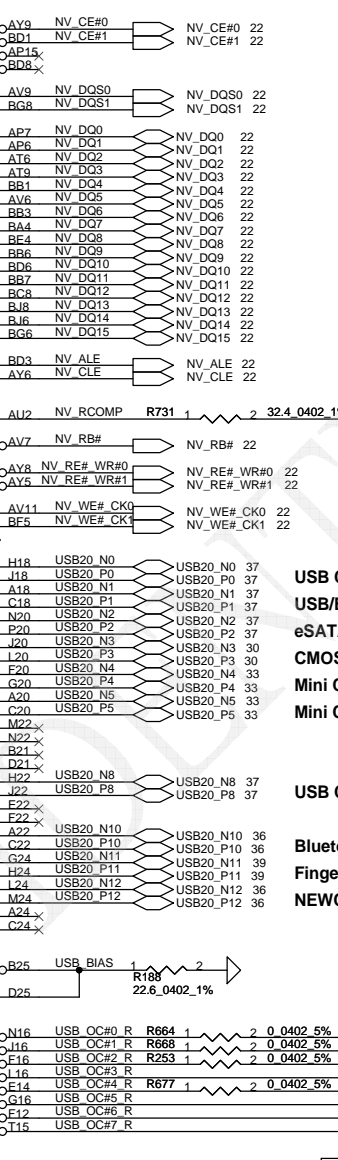 AY9 NV_CE#0 NV_CE#0 22
BD1 NV_CE#1 NV_CE#1 22
AP15
BD8
AV9 NV_DQS0 NV_DQS0 22
BG8 NV_DQS1 NV_DQS1 22
AP7 NV_DQ0 NV_DQ0 22
AP6 NV_DQ1 NV_DQ1 22
AT6 NV_DQ2 NV_DQ2 22
AT9 NV_DQ3 NV_DQ3 22
BB1 NV_DQ4 NV_DQ4 22
AV6 NV_DQ5 NV_DQ5 22
BB3 NV_DQ6 NV_DQ6 22
BA4 NV_DQ7 NV_DQ7 22
BE4 NV_DQ8 NV_DQ8 22
BB6 NV_DQ9 NV_DQ9 22
BD6 NV_DQ10 NV_DQ10 22
BB7 NV_DQ11 NV_DQ11 22
BC8 NV_DQ12 NV_DQ12 22
BJ8 NV_DQ13 NV_DQ13 22
BJ6 NV_DQ14 NV_DQ14 22
BG6 NV_DQ15 NV_DQ15 22
BD3 NV_ALE NV_ALE 22
AY6 NV_CLE NV_CLE 22
AU2 NV_RCOMP R731 1 2 32.4_0402_1%
AV7 NV_RB# NV_RB# 22
AY8 NV_RE#_WR#0 NV_RE#_WR#0 22
AY5 NV_RE#_WR#1 NV_RE#_WR#1 22
AV11 NV_WE#_CK0 NV_WE#_CK0 22
BF5 NV_WE#_CK1 NV_WE#_CK1 22
H18 USB20_N0 USB20_N0 37
J18 USB20_P0 USB20_P0 37 USB
A18 USB20_N1 USB20_N1 37
C18 USB20_P1 USB20_P1 37 USB/
N20 USB20_N2 USB20_N2 37
P20 USB20_P2 USB20_P2 37 eSAT
J20 USB20_N3 USB20_N3 30
L20 USB20_P3 USB20_P3 30 CMOS
F20 USB20_N4 USB20_N4 33
G20 USB20_P4 USB20_P4 33 Mini
A20 USB20_N5 USB20_N5 33
C20 USB20_P5 USB20_P5 33 Mini
M22
N22
B21
D21
H22 USB20_N8 USB20_N8 37
J22 USB20_P8 USB20_P8 37 USB
E22
F22
A22 USB20_N10 USB20_N10 36
C22 USB20_P10 USB20_P10 36 Bluet
G24 USB20_N11 USB20_N11 39
H24 USB20_P11 USB20_P11 39 Finge
L24 USB20_N12 USB20_N12 36
M24 USB20_P12 USB20_P12 36 NEW
A24
C24
B25 USB_BIAS 1 2
R188
D25 22.6_0402_1%
N16 USB_OC#0_R R664 1 2 0_0402_5%
J16 USB_OC#1_R R668 1 2 0_0402_5%
F16 USB_OC#2_R R253 1 2 0_0402_5%
L16 USB_OC#3_R
E14 USB_OC#4_R R677 1 2 0_0402_5%
G16 USB_OC#5_R
F12 USB_OC#6_R
T15 USB_OC#7_R